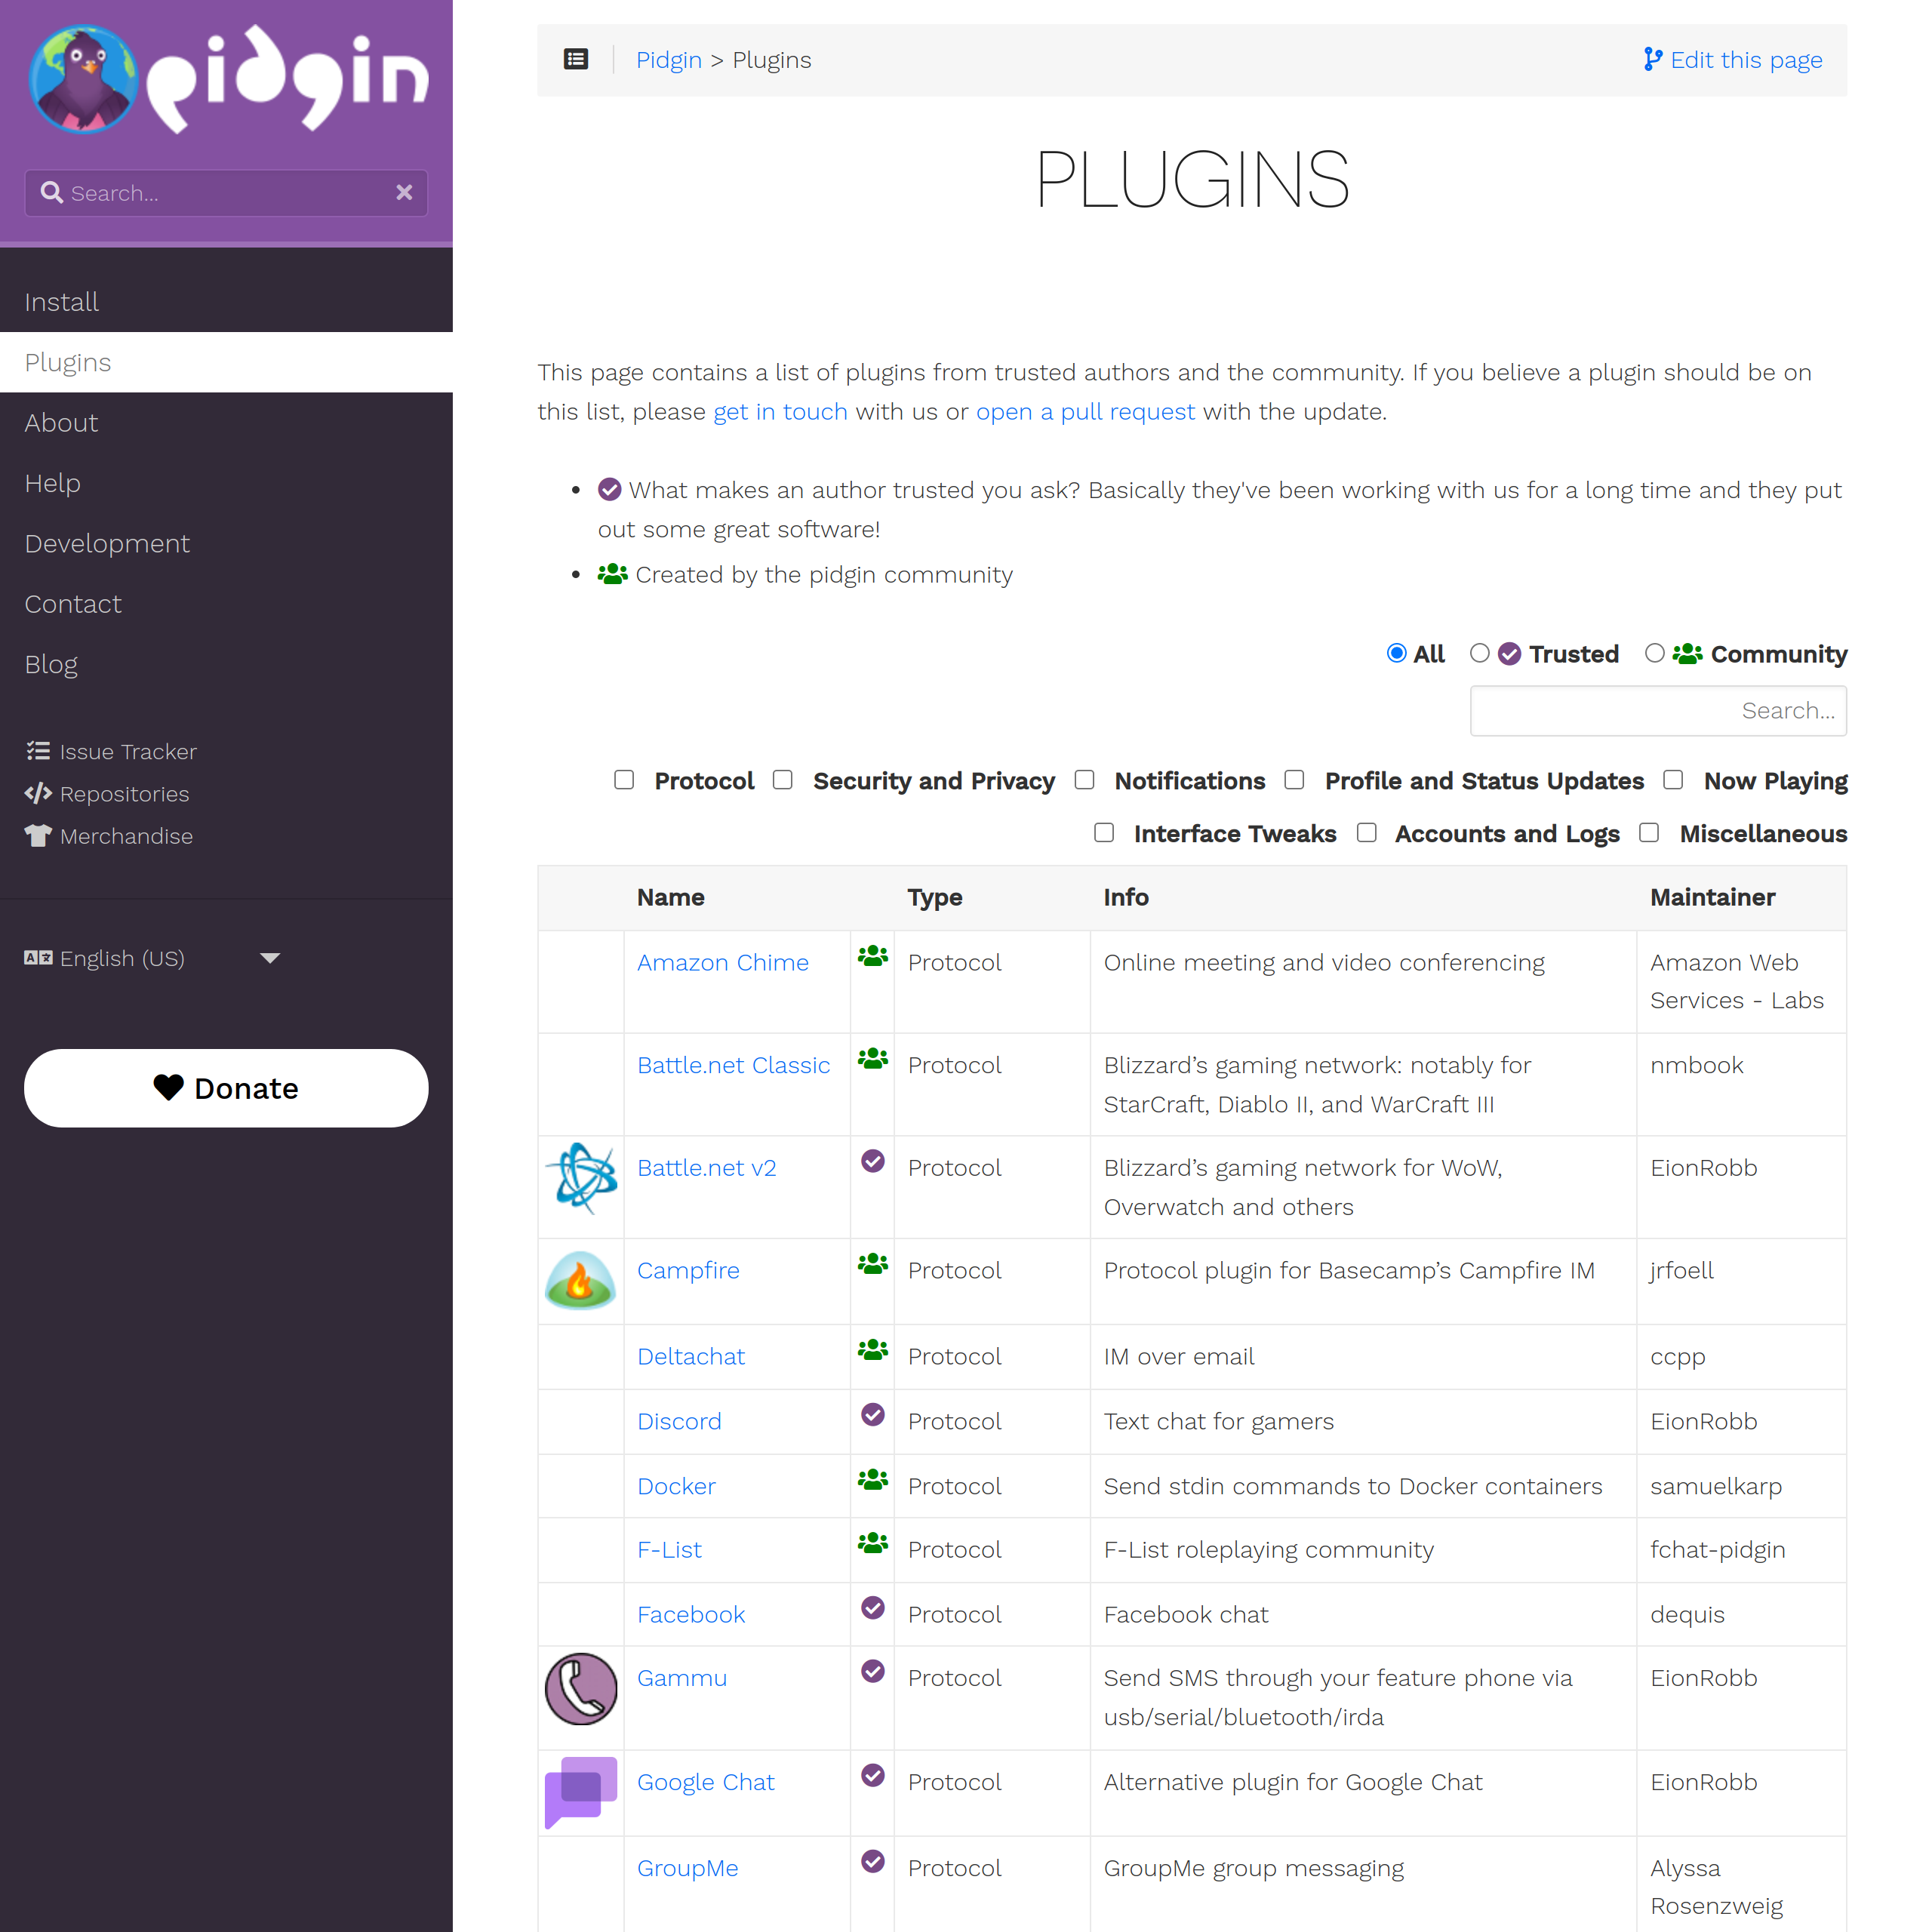 pidgin
Search...
Install
Plugins
About
Help
Development
Contact
Blog
Issue Tracker
Repositories
Merchandise
English (US)
Donate
Pidgin > Plugins
Edit this page
PLUGINS
This page contains a list of plugins from trusted authors and the community. If you believe a plugin should be on
this list, please get in touch with us or open a pull request with the update.
What makes an author trusted you ask? Basically they've been working with us for a long time and they put
out some great software!
Created by the pidgin community
All Trusted Community
Search...
Protocol Security and Privacy Notifications Profile and Status Updates Now Playing
Interface Tweaks Accounts and Logs Miscellaneous
Name Type Info Maintainer
Amazon Chime Protocol Online meeting and video conferencing Amazon Web
Services - Labs
Battle.net Classic Protocol Blizzard’s gaming network: notably for nmbook
StarCraft, Diablo II, and WarCraft III
Battle.net v2 Protocol Blizzard’s gaming network for WoW, EionRobb
Overwatch and others
Campfire Protocol Protocol plugin for Basecamp’s Campfire IM jrfoell
Deltachat Protocol IM over email ccpp
Discord Protocol Text chat for gamers EionRobb
Docker Protocol Send stdin commands to Docker containers samuelkarp
F-List Protocol F-List roleplaying community fchat-pidgin
Facebook Protocol Facebook chat dequis
Gammu Protocol Send SMS through your feature phone via EionRobb
usb/serial/bluetooth/irda
Google Chat Protocol Alternative plugin for Google Chat EionRobb
GroupMe Protocol GroupMe group messaging Alyssa
Rosenzweig